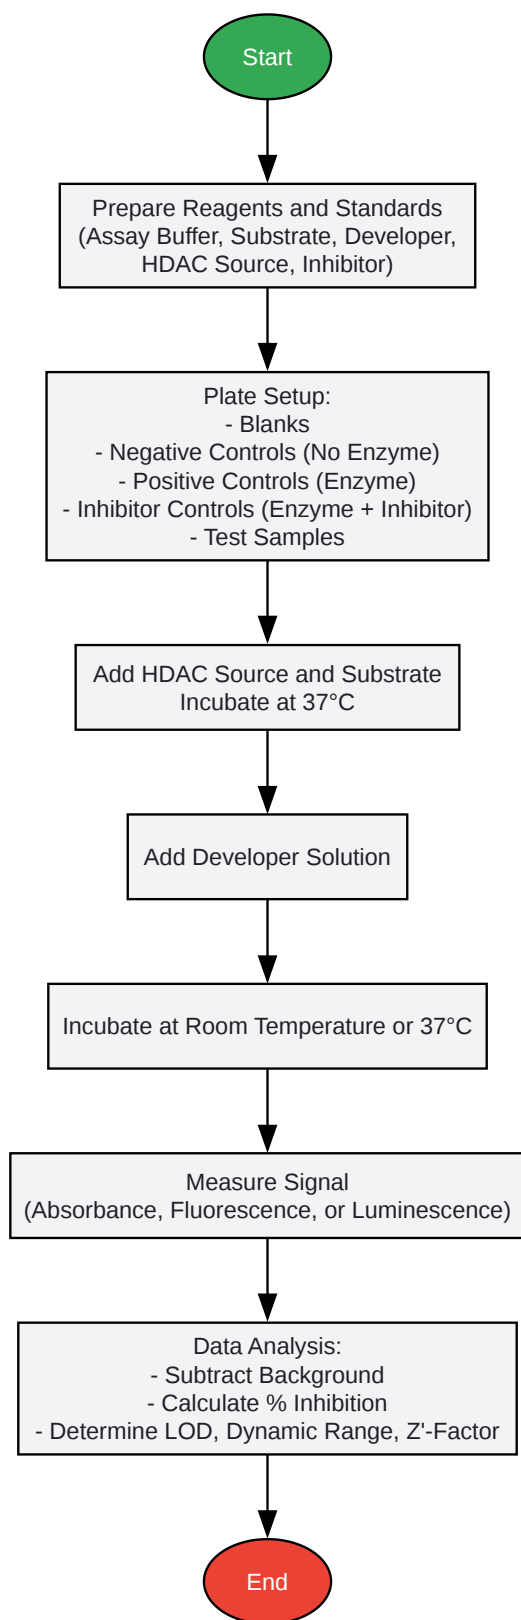 Start
Prepare Reagents and Standards
(Assay Buffer, Substrate, Developer,
HDAC Source, Inhibitor)
Plate Setup:
- Blanks
- Negative Controls (No Enzyme)
- Positive Controls (Enzyme)
- Inhibitor Controls (Enzyme + Inhibitor)
- Test Samples
Add HDAC Source and Substrate
Incubate at 37°C
Add Developer Solution
Incubate at Room Temperature or 37°C
Measure Signal
(Absorbance, Fluorescence, or Luminescence)
Data Analysis:
- Subtract Background
- Calculate % Inhibition
- Determine LOD, Dynamic Range, Z'-Factor
End